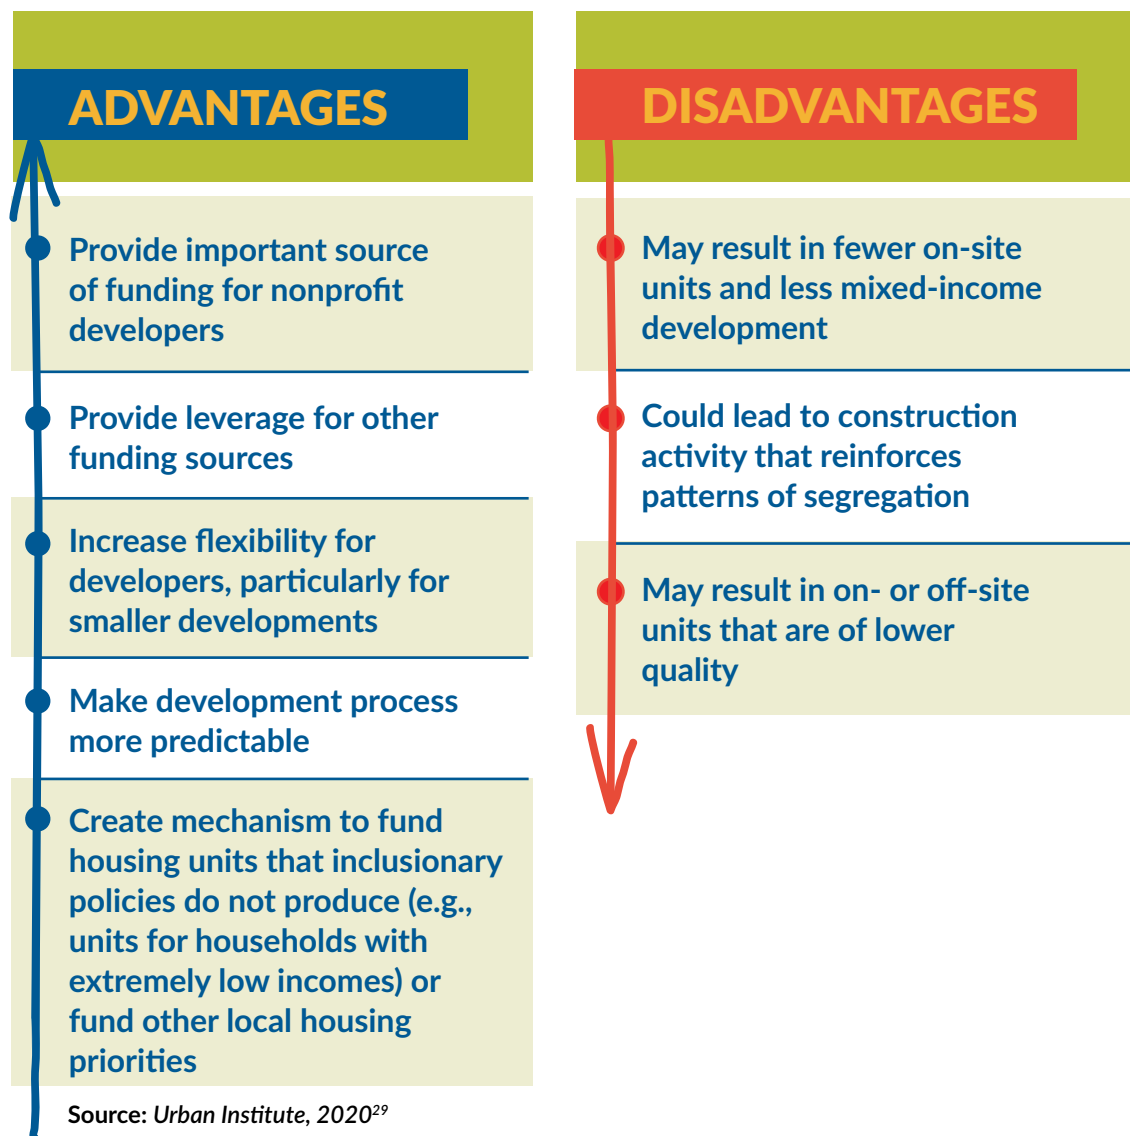 ADVANTAGES
Provide important source
of funding for nonprofit
developers
Provide leverage for other
funding sources
Increase flexibility for
developers, particularly for
smaller developments
Make development process
more predictable
Create mechanism to fund
housing units that inclusionary
policies do not produce (e.g.,
units for households with
extremely low incomes) or
fund other local housing
priorities
Source: Urban Institute, 2020²⁹
DISADVANTAGES
May result in fewer on-site
units and less mixed-income
development
Could lead to construction
activity that reinforces
patterns of segregation
May result in on- or off-site
units that are of lower
quality